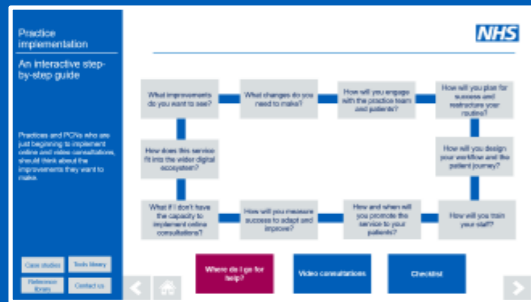 Practice
implementation
An interactive step-
by-step guide
Practices and PCNs who are
just beginning to implement
online and video consultations,
should think about the
improvements they want to
make.
Case studies
Tools library
Reference
library
Contact us
NHS
What improvements
do you want to see?
What changes do you
need to make?
How will you engage
with the practice team
and patients?
How will you plan for
success and
restructure your
routine?
How does this service
fit into the wider digital
ecosystem?
How will you design
your workflow and the
patient journey?
What if I don't have
the capacity to
implement online
consultations?
How will you measure
success to adapt and
improve?
How and when will
you promote the
service to your
patients?
How will you train
your staff?
Where do I go for
help?
Video consultations
Checklist